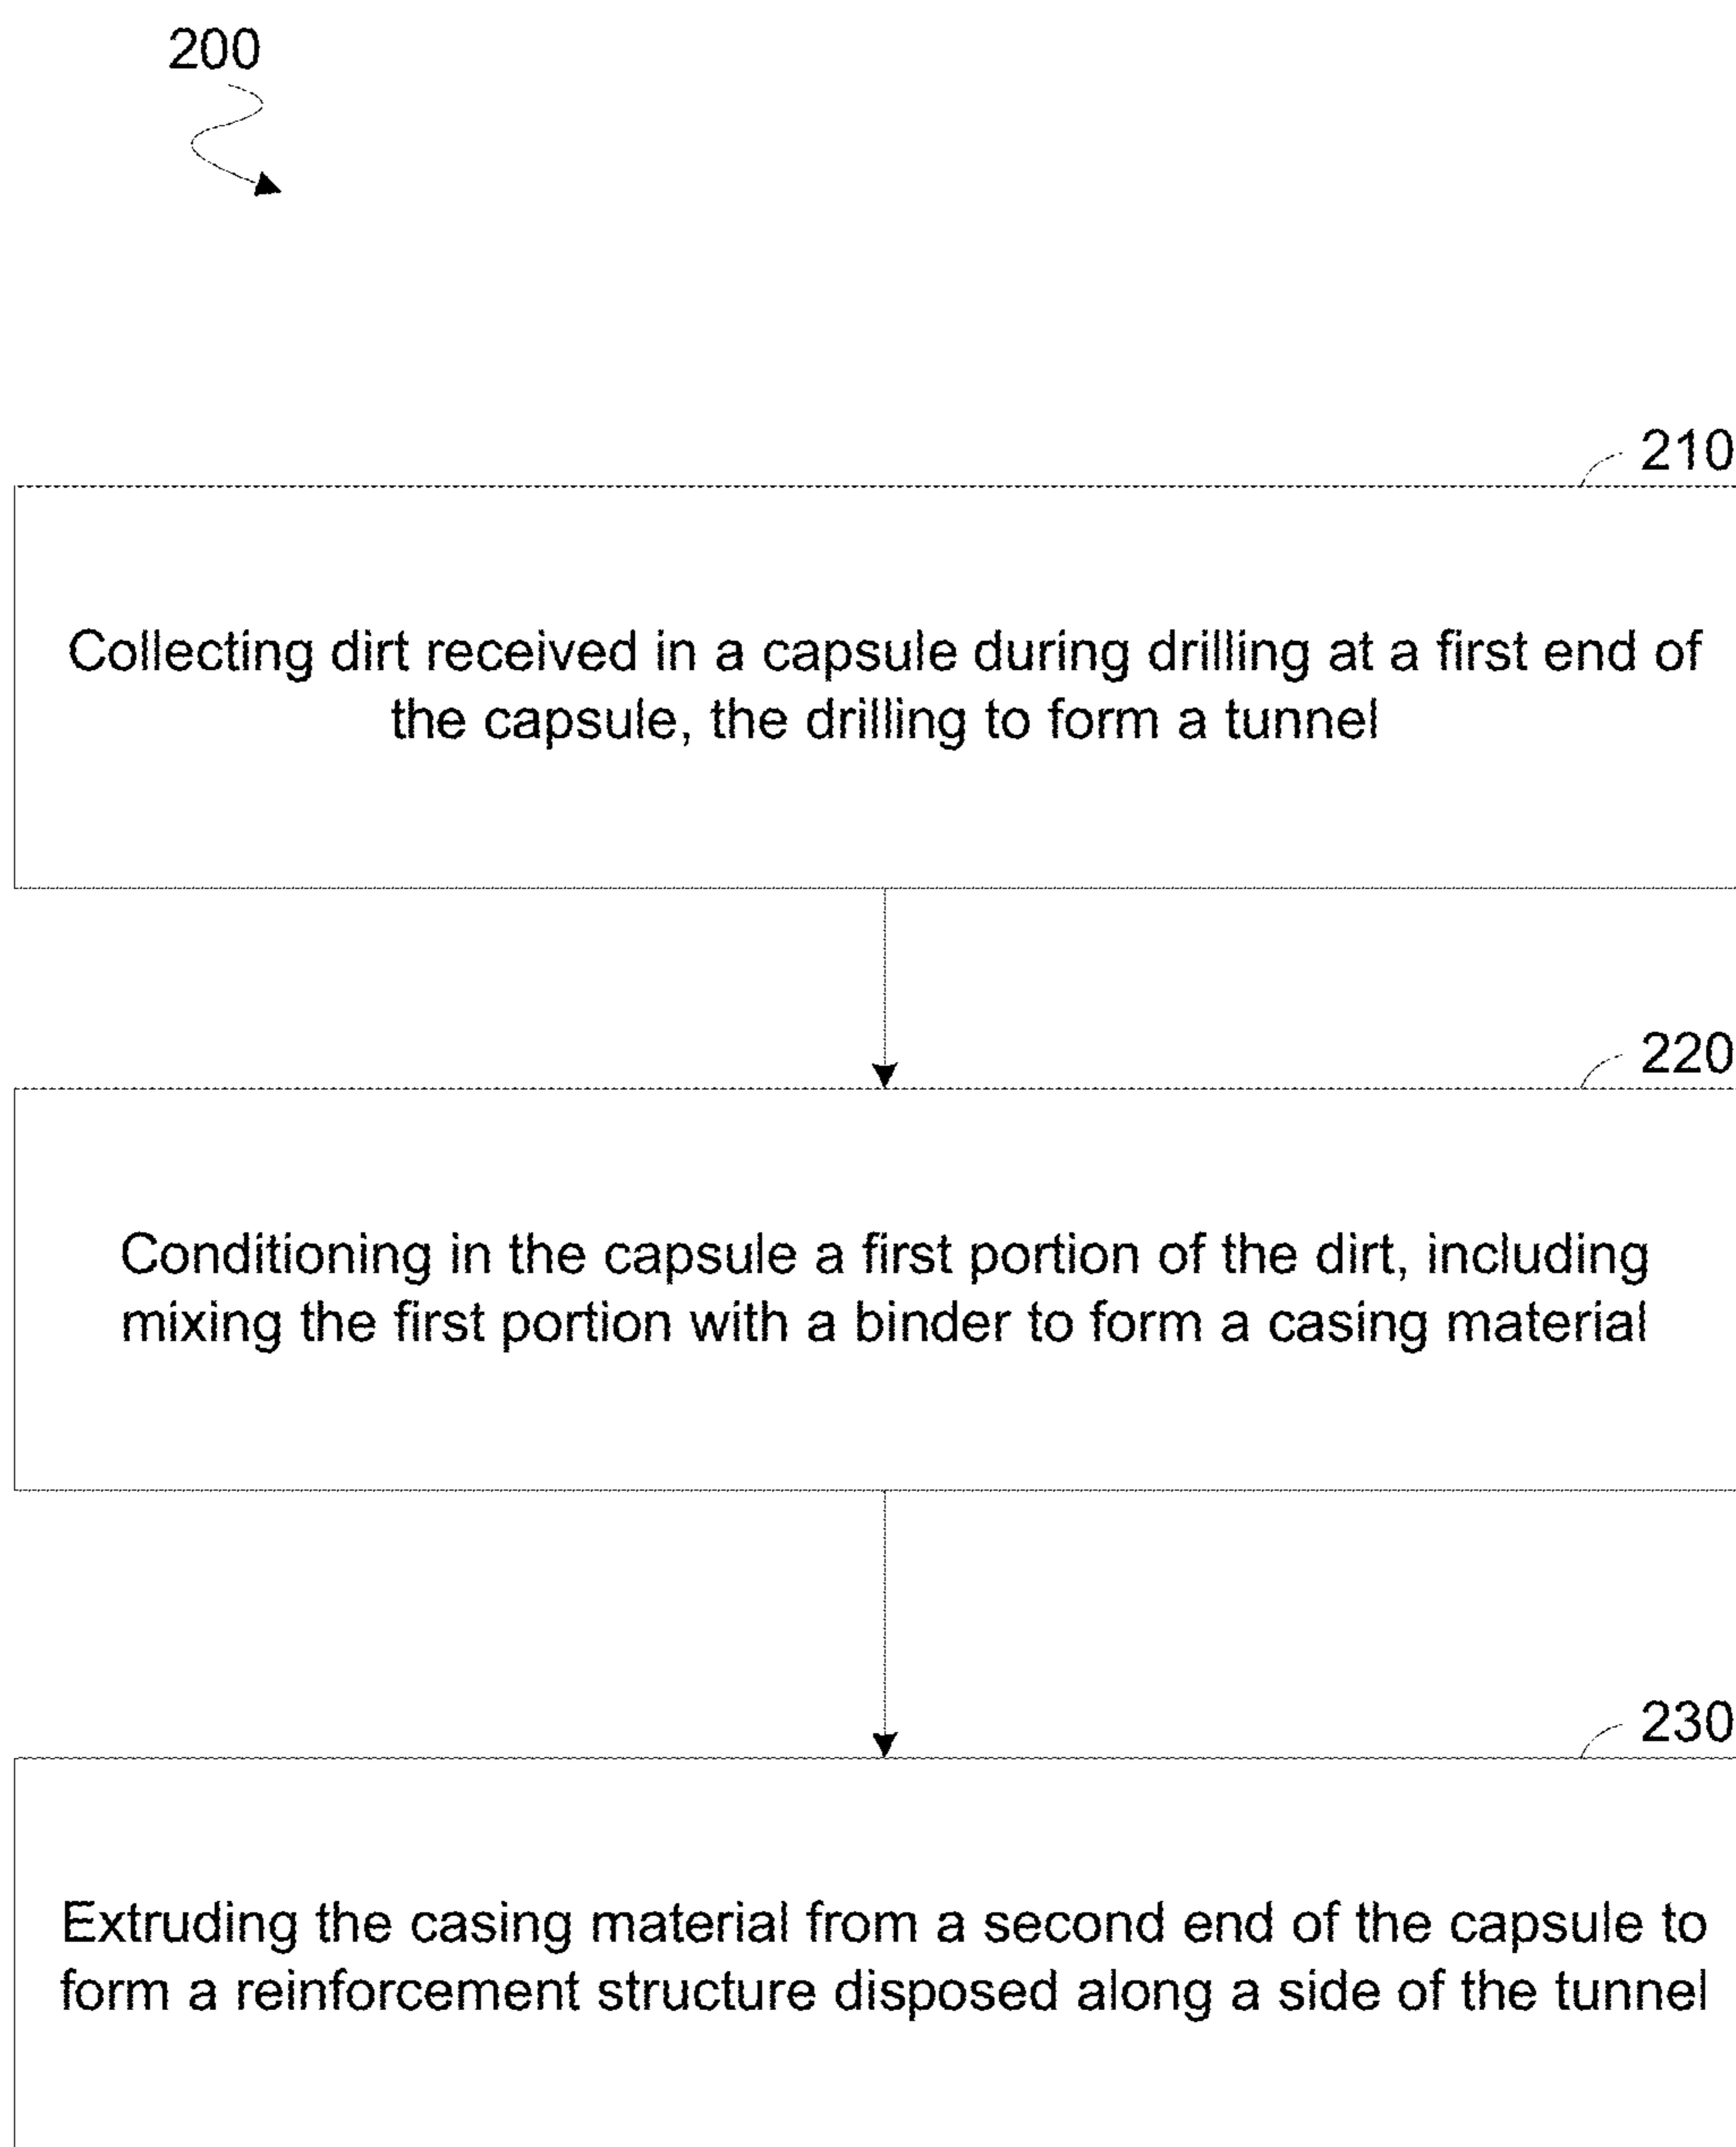 200
210
Collecting dirt received in a capsule during drilling at a first end of
the capsule, the drilling to form a tunnel
220
Conditioning in the capsule a first portion of the dirt, including
mixing the first portion with a binder to form a casing material
230
Extruding the casing material from a second end of the capsule to
form a reinforcement structure disposed along a side of the tunnel